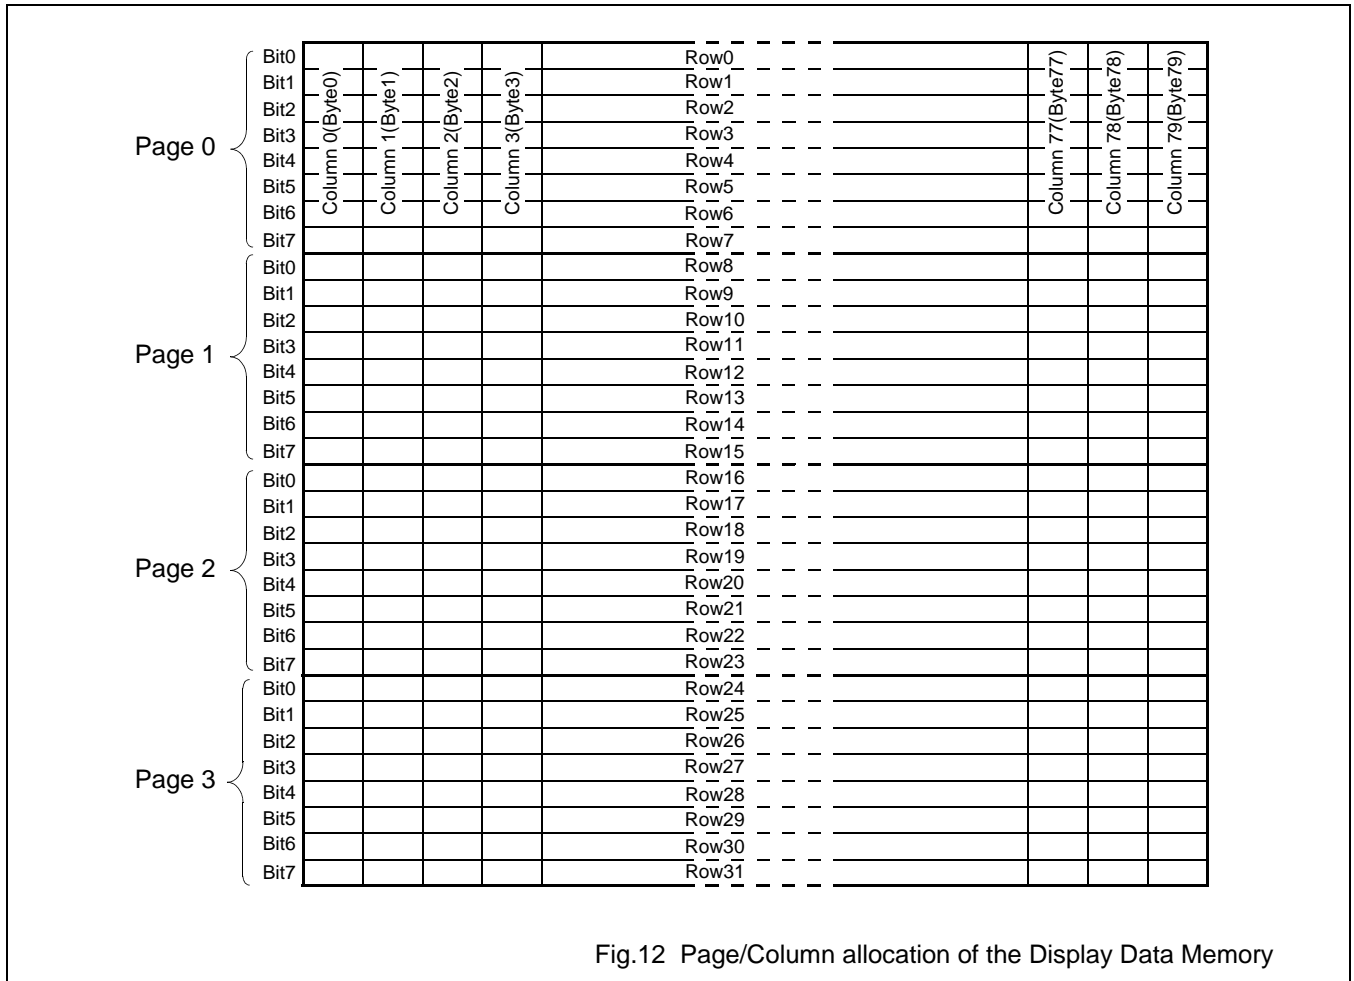 Bit0 Row0
Bit1 Row1
Bit2 Row2
Page 0 Bit3 Row3
Bit4 Row4
Bit5 Row5
Bit6 Row6
Bit7 Row7
Column 0(Byte0)
Column 1(Byte1)
Column 2(Byte2)
Column 3(Byte3)
Column 77(Byte77)
Column 78(Byte78)
Column 79(Byte79)
Bit0 Row8
Bit1 Row9
Bit2 Row10
Page 1 Bit3 Row11
Bit4 Row12
Bit5 Row13
Bit6 Row14
Bit7 Row15
Bit0 Row16
Bit1 Row17
Bit2 Row18
Page 2 Bit3 Row19
Bit4 Row20
Bit5 Row21
Bit6 Row22
Bit7 Row23
Bit0 Row24
Bit1 Row25
Bit2 Row26
Page 3 Bit3 Row27
Bit4 Row28
Bit5 Row29
Bit6 Row30
Bit7 Row31
Fig.12 Page/Column allocation of the Display Data Memory